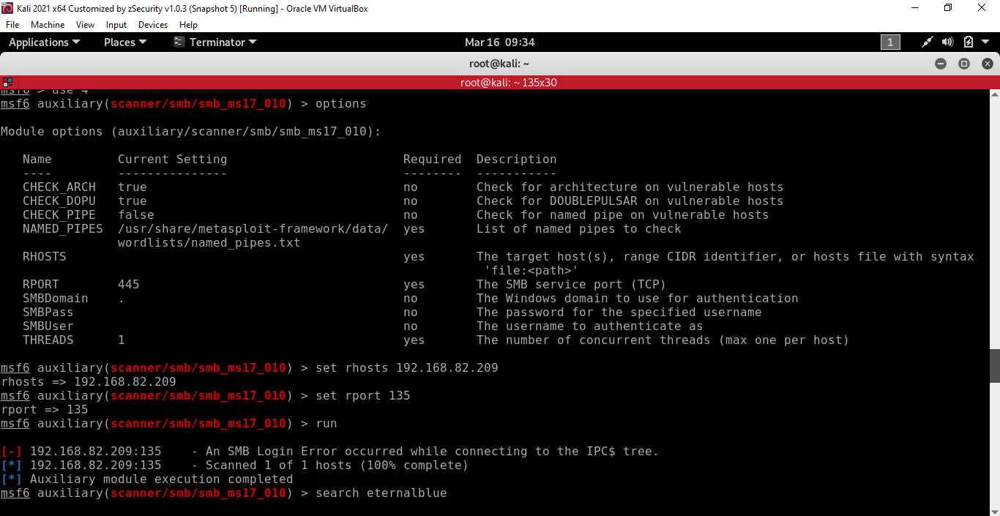 Kali 2021 x64 Customized by zSecurity v1.0.3 (Snapshot 5) [Running] - Oracle VM VirtualBox
File Machine View Input Devices Help
Applications Places Terminator Mar 16 09:34 1
root@kali: ~
root@kali: ~ 135x30
msf6 > use 4
msf6 auxiliary(scanner/smb/smb_ms17_010) > options
Module options (auxiliary/scanner/smb/smb_ms17_010):
Name Current Setting Required Description
---- --------------- -------- -----------
CHECK_ARCH true no Check for architecture on vulnerable hosts
CHECK_DOPU true no Check for DOUBLEPULSAR on vulnerable hosts
CHECK_PIPE false no Check for named pipe on vulnerable hosts
NAMED_PIPES /usr/share/metasploit-framework/data/ yes List of named pipes to check
wordlists/named_pipes.txt
RHOSTS yes The target host(s), range CIDR identifier, or hosts file with syntax
'file:<path>'
RPORT 445 yes The SMB service port (TCP)
SMBDomain . no The Windows domain to use for authentication
SMBPass no The password for the specified username
SMBUser no The username to authenticate as
THREADS 1 yes The number of concurrent threads (max one per host)
msf6 auxiliary(scanner/smb/smb_ms17_010) > set rhosts 192.168.82.209
rhosts => 192.168.82.209
msf6 auxiliary(scanner/smb/smb_ms17_010) > set rport 135
rport => 135
msf6 auxiliary(scanner/smb/smb_ms17_010) > run
[-] 192.168.82.209:135 - An SMB Login Error occurred while connecting to the IPC$ tree.
[*] 192.168.82.209:135 - Scanned 1 of 1 hosts (100% complete)
[*] Auxiliary module execution completed
msf6 auxiliary(scanner/smb/smb_ms17_010) > search eternalblue